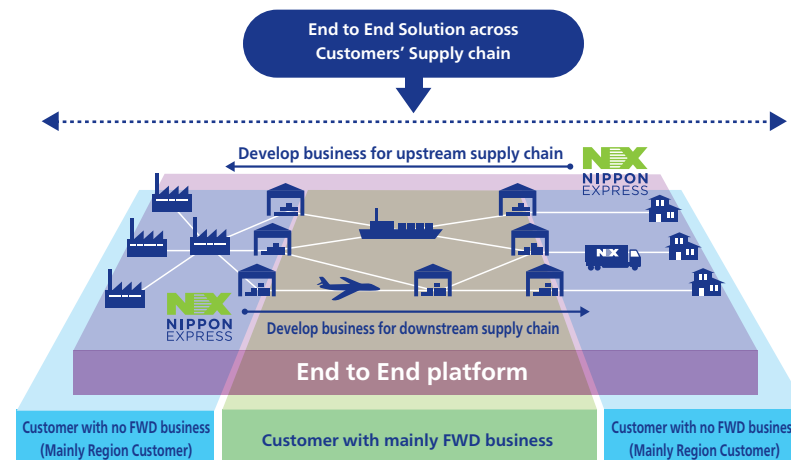 End to End Solution across
Customers’ Supply chain
Develop business for upstream supply chain
NX
NIPPON
EXPRESS
NX
NX
NIPPON
EXPRESS
Develop business for downstream supply chain
End to End platform
Customer with no FWD business
(Mainly Region Customer)
Customer with mainly FWD business
Customer with no FWD busine
(Mainly Region Customer)